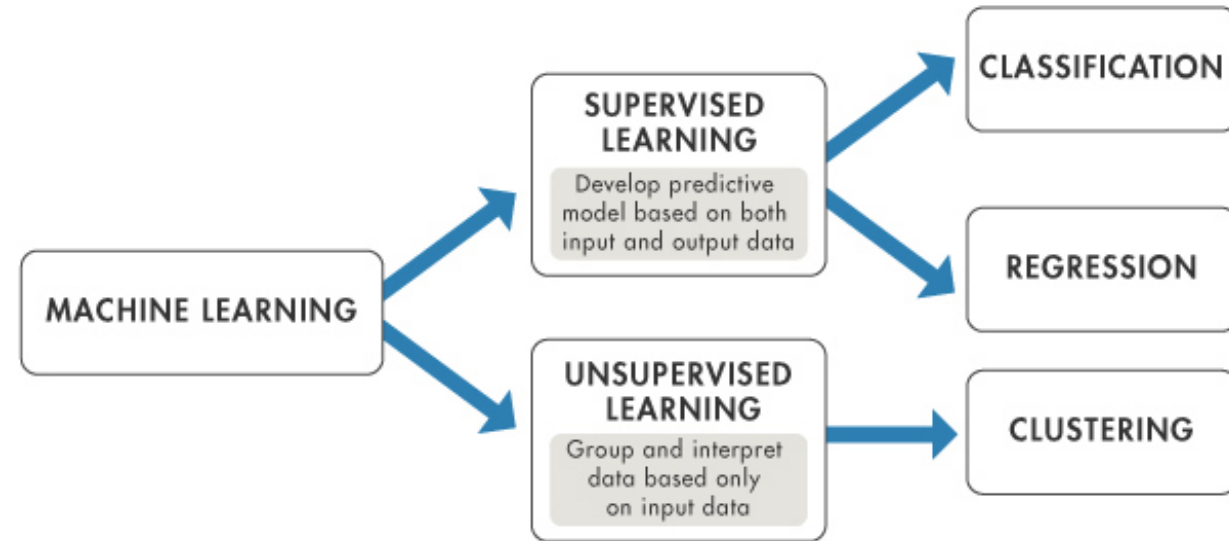 MACHINE LEARNING
SUPERVISED
LEARNING
Develop predictive
model based on both
input and output data
UNSUPERVISED
LEARNING
Group and interpret
data based only
on input data
CLASSIFICATION
REGRESSION
CLUSTERING